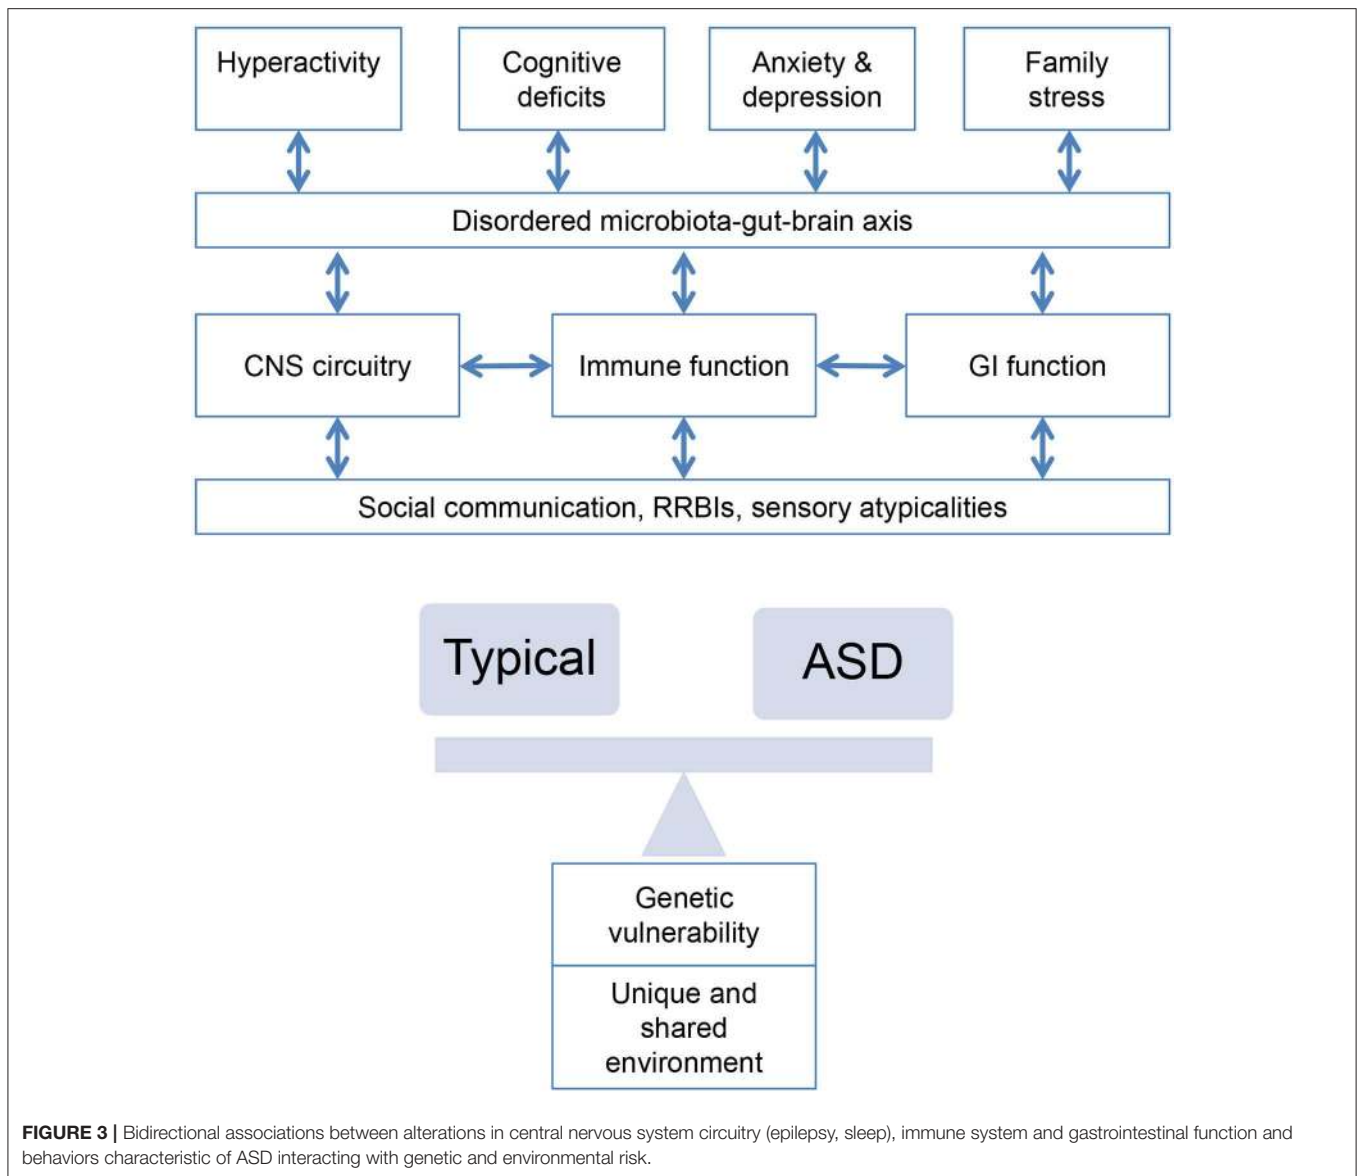 Hyperactivity
Cognitive
deficits
Anxiety &
depression
Family
stress
Disordered microbiota-gut-brain axis
CNS circuitry
Immune function
GI function
Social communication, RRBIs, sensory atypicalities
Typical
ASD
Genetic
vulnerability
Unique and
shared
environment
FIGURE 3 | Bidirectional associations between alterations in central nervous system circuitry (epilepsy, sleep), immune system and gastrointestinal function and
behaviors characteristic of ASD interacting with genetic and environmental risk.